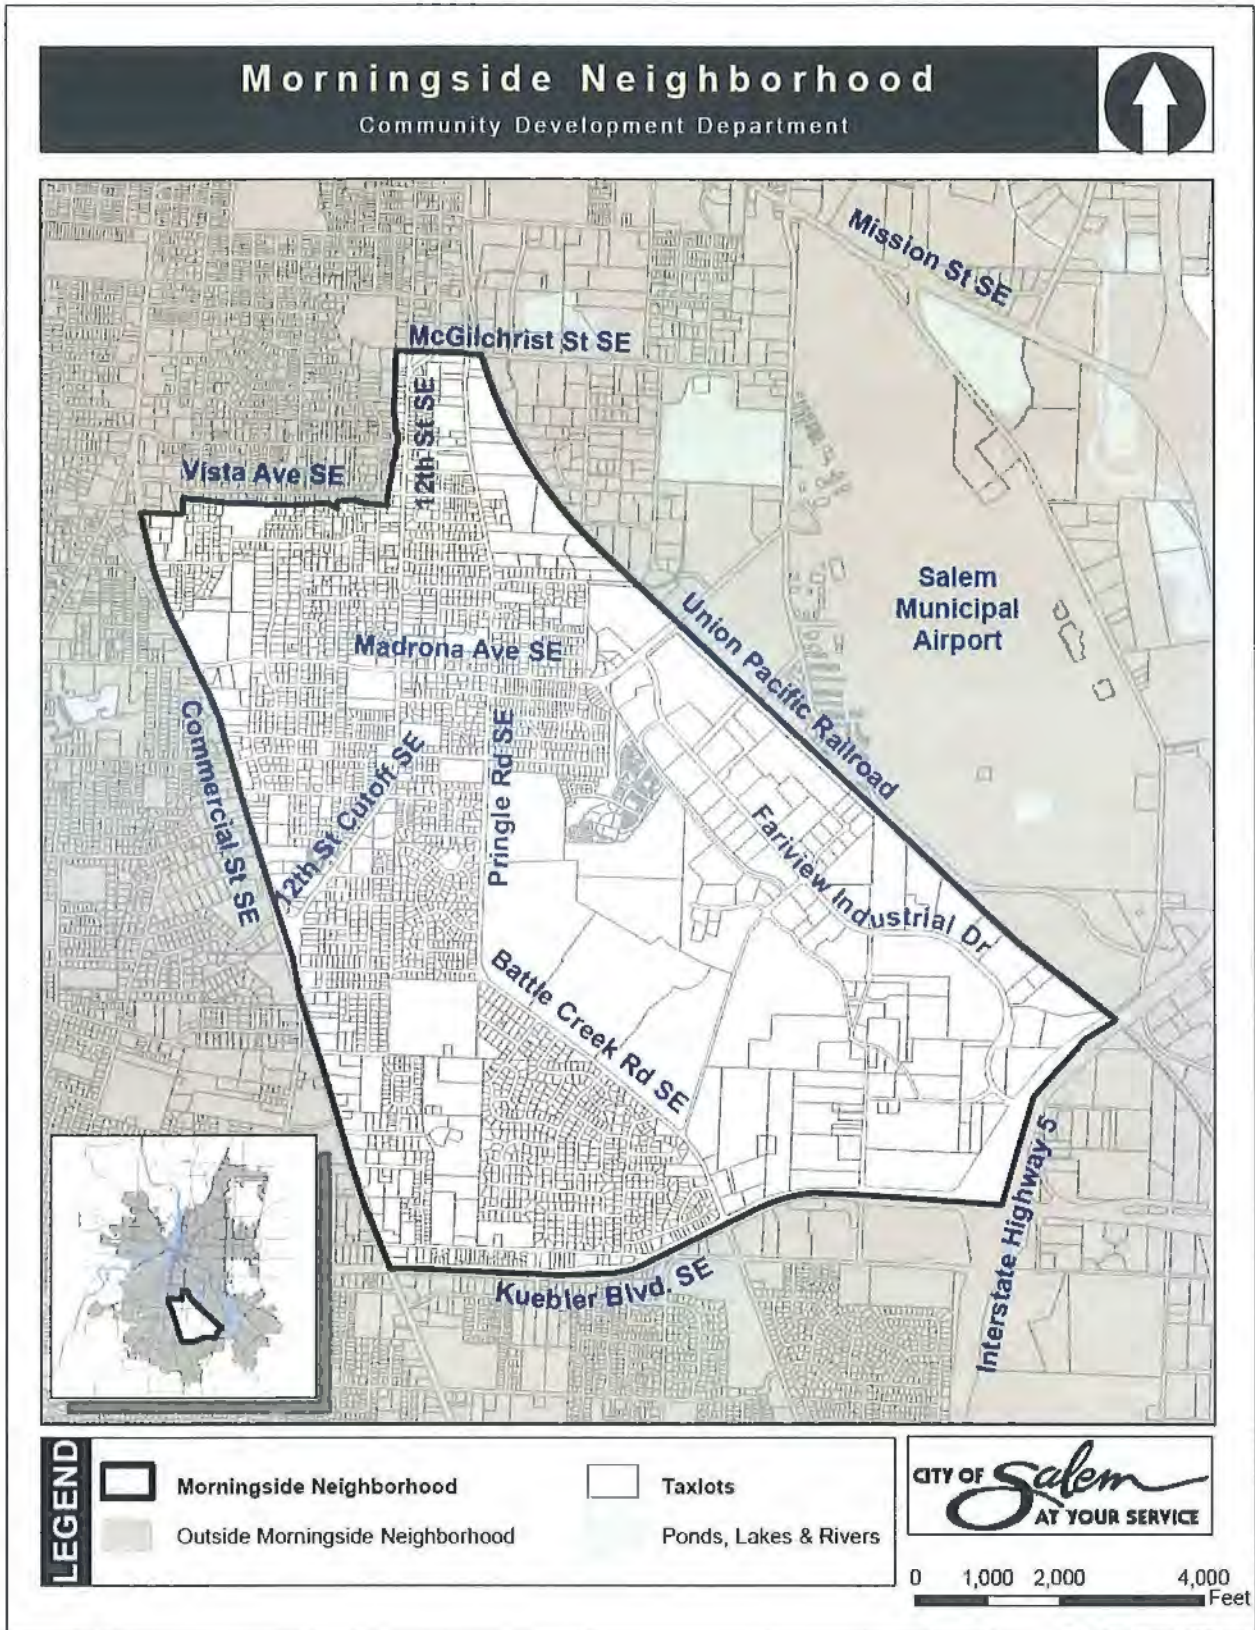 Morningside Neighborhood
Community Development Department
Mission St SE
McGilchrist St SE
12th St SE
Vista Ave SE
Salem
Municipal
Airport
Union Pacific Railroad
Madrona Ave SE
Commercial St SE
12th St Cutoff SE
Pringle Rd SE
Fariview Industrial Dr
Battle Creek Rd SE
Interstate Highway 5
Kuebler Blvd. SE
LEGEND
Morningside Neighborhood
Taxlots
Outside Morningside Neighborhood
Ponds, Lakes & Rivers
CITY OF Salem
AT YOUR SERVICE
0 1,000 2,000 4,000
Feet